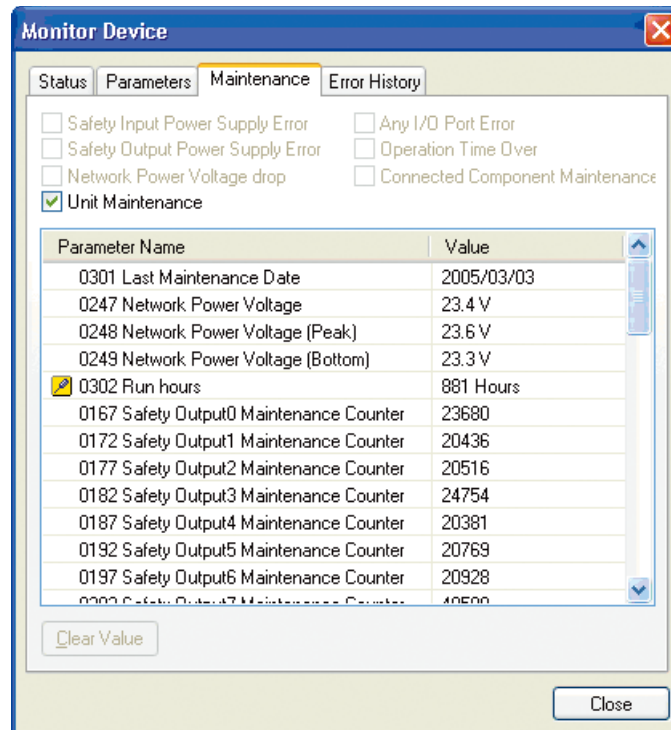 Monitor Device
Status Parameters Maintenance Error History
Safety Input Power Supply Error Any I/O Port Error
Safety Output Power Supply Error Operation Time Over
Network Power Voltage drop Connected Component Maintenance
Unit Maintenance
Parameter Name Value
0301 Last Maintenance Date 2005/03/03
0247 Network Power Voltage 23.4 V
0248 Network Power Voltage (Peak) 23.6 V
0249 Network Power Voltage (Bottom) 23.3 V
0302 Run hours 881 Hours
0167 Safety Output0 Maintenance Counter 23680
0172 Safety Output1 Maintenance Counter 20436
0177 Safety Output2 Maintenance Counter 20516
0182 Safety Output3 Maintenance Counter 24754
0187 Safety Output4 Maintenance Counter 20381
0192 Safety Output5 Maintenance Counter 20769
0197 Safety Output6 Maintenance Counter 20928
Safety Output7 Maintenance Counter
Clear Value
Close